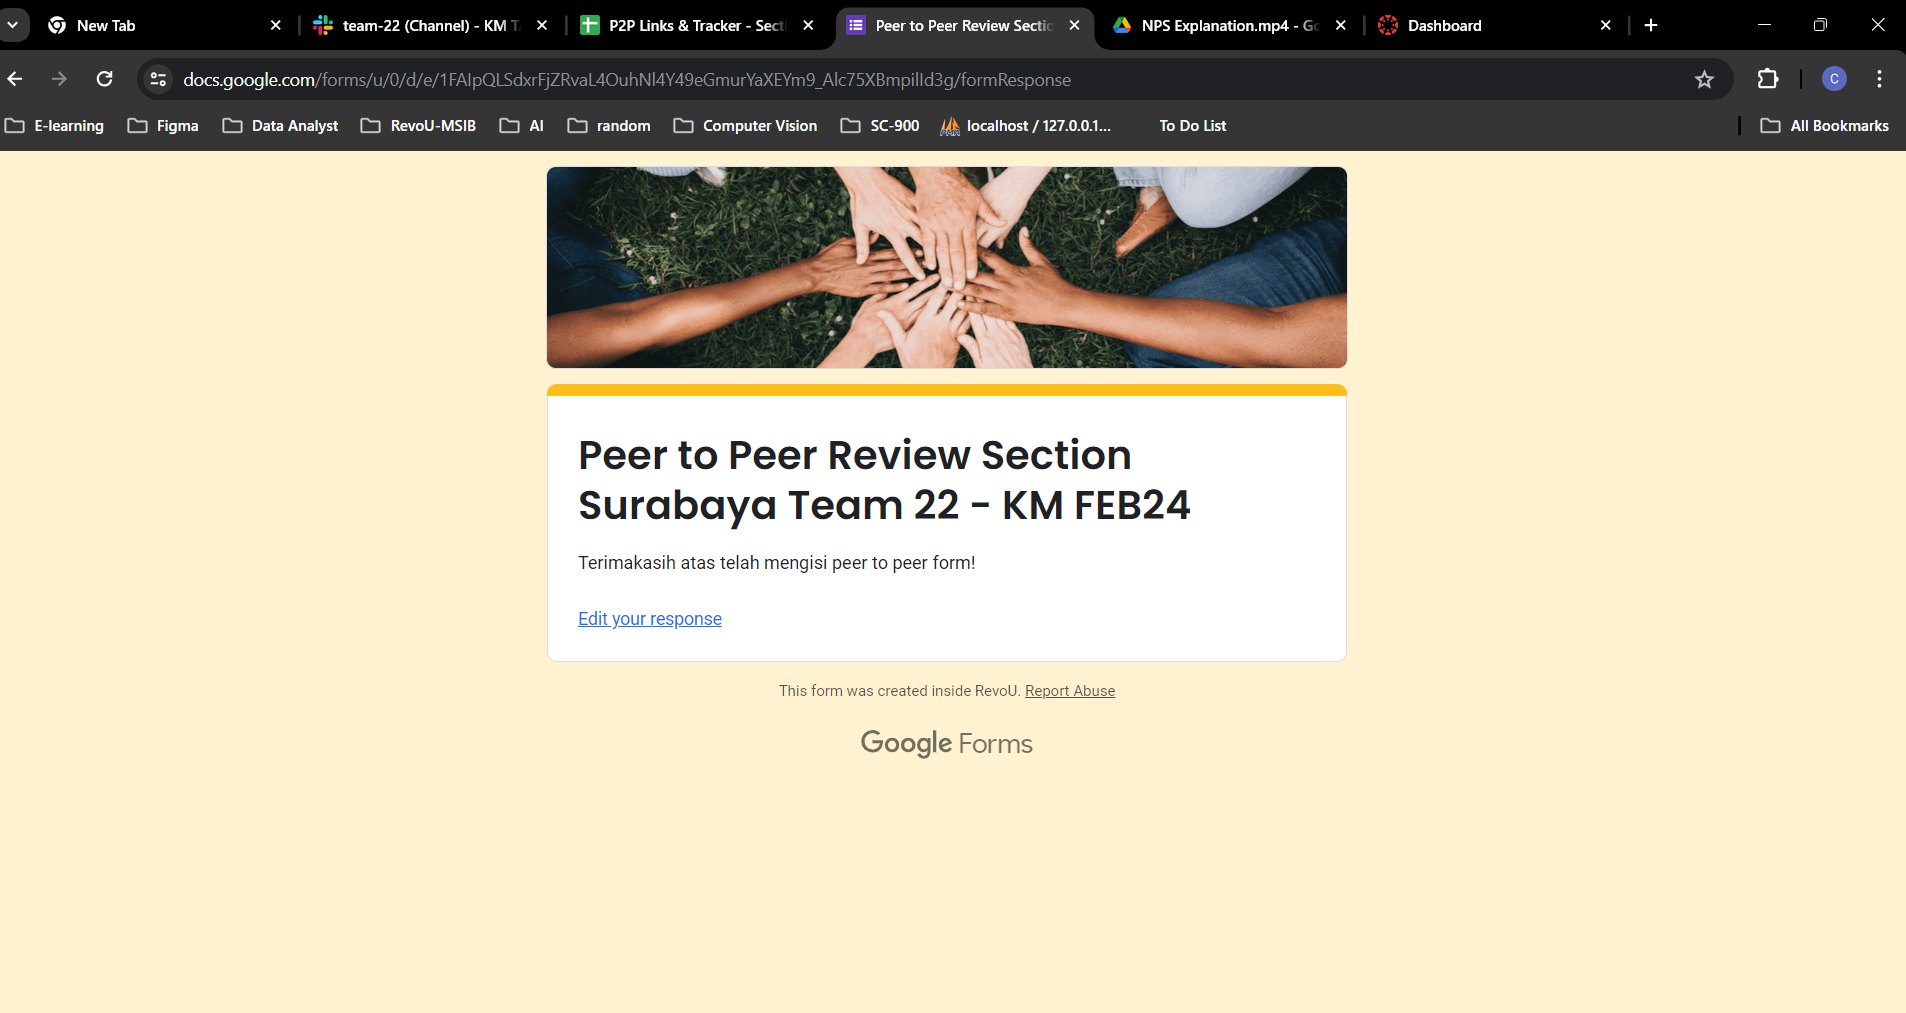 New Tab
team-22 (Channel) - KM T
P2P Links & Tracker - Secti
Peer to Peer Review Sectio
NPS Explanation.mp4 - Go
Dashboard
docs.google.com/forms/u/0/d/e/1FAIpQLSdxrFjZRvaL4OuhNl4Y49eGmurYaXEYm9_Alc75XBmpilId3g/formResponse
C
E-learning
Figma
Data Analyst
RevoU-MSIB
AI
random
Computer Vision
SC-900
localhost / 127.0.0.1...
To Do List
All Bookmarks
Peer to Peer Review Section
Surabaya Team 22 - KM FEB24
Terimakasih atas telah mengisi peer to peer form!
Edit your response
This form was created inside RevoU. Report Abuse
Google Forms